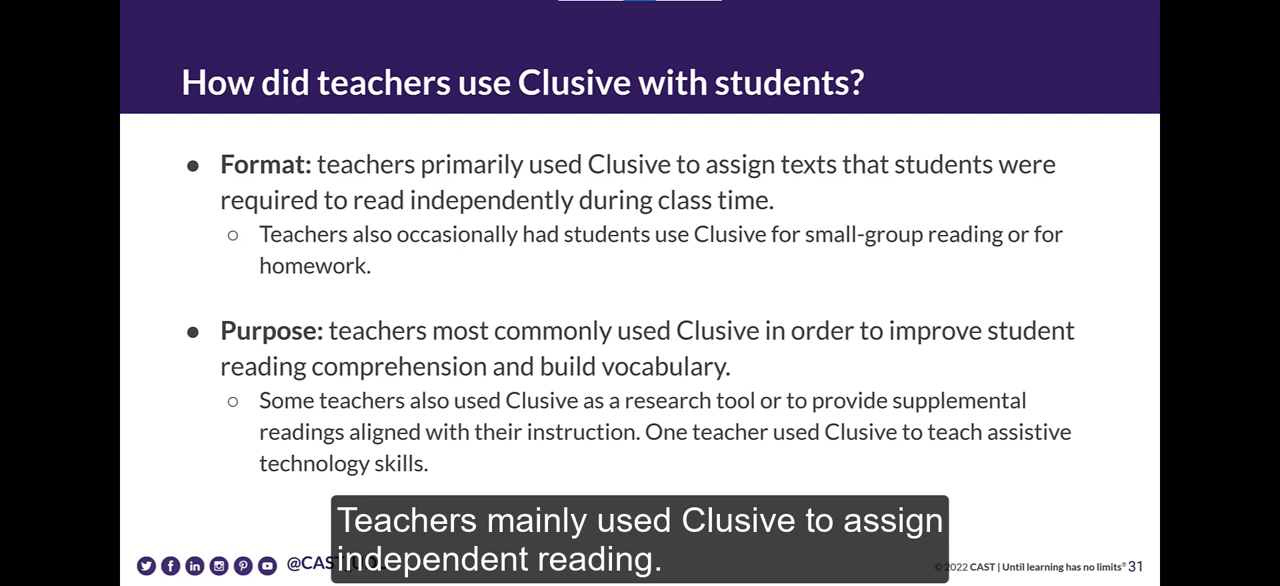 How did teachers use Clusive with students?
● Format: teachers primarily used Clusive to assign texts that students were
required to read independently during class time.
○ Teachers also occasionally had students use Clusive for small-group reading or for
homework.
● Purpose: teachers most commonly used Clusive in order to improve student
reading comprehension and build vocabulary.
○ Some teachers also used Clusive as a research tool or to provide supplemental
readings aligned with their instruction. One teacher used Clusive to teach assistive
technology skills.
Teachers mainly used Clusive to assign
independent reading.
@CAST
© 2022 CAST | Until learning has no limits® 31